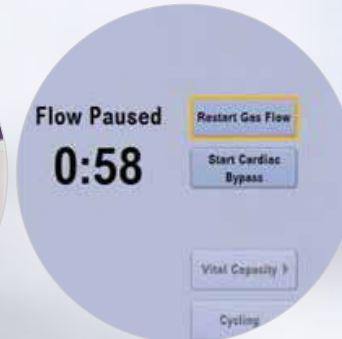 Flow Paused
0:58
Restart Gas Flow
Start Cardiac
Bypass
Vital Capacity
Cycling